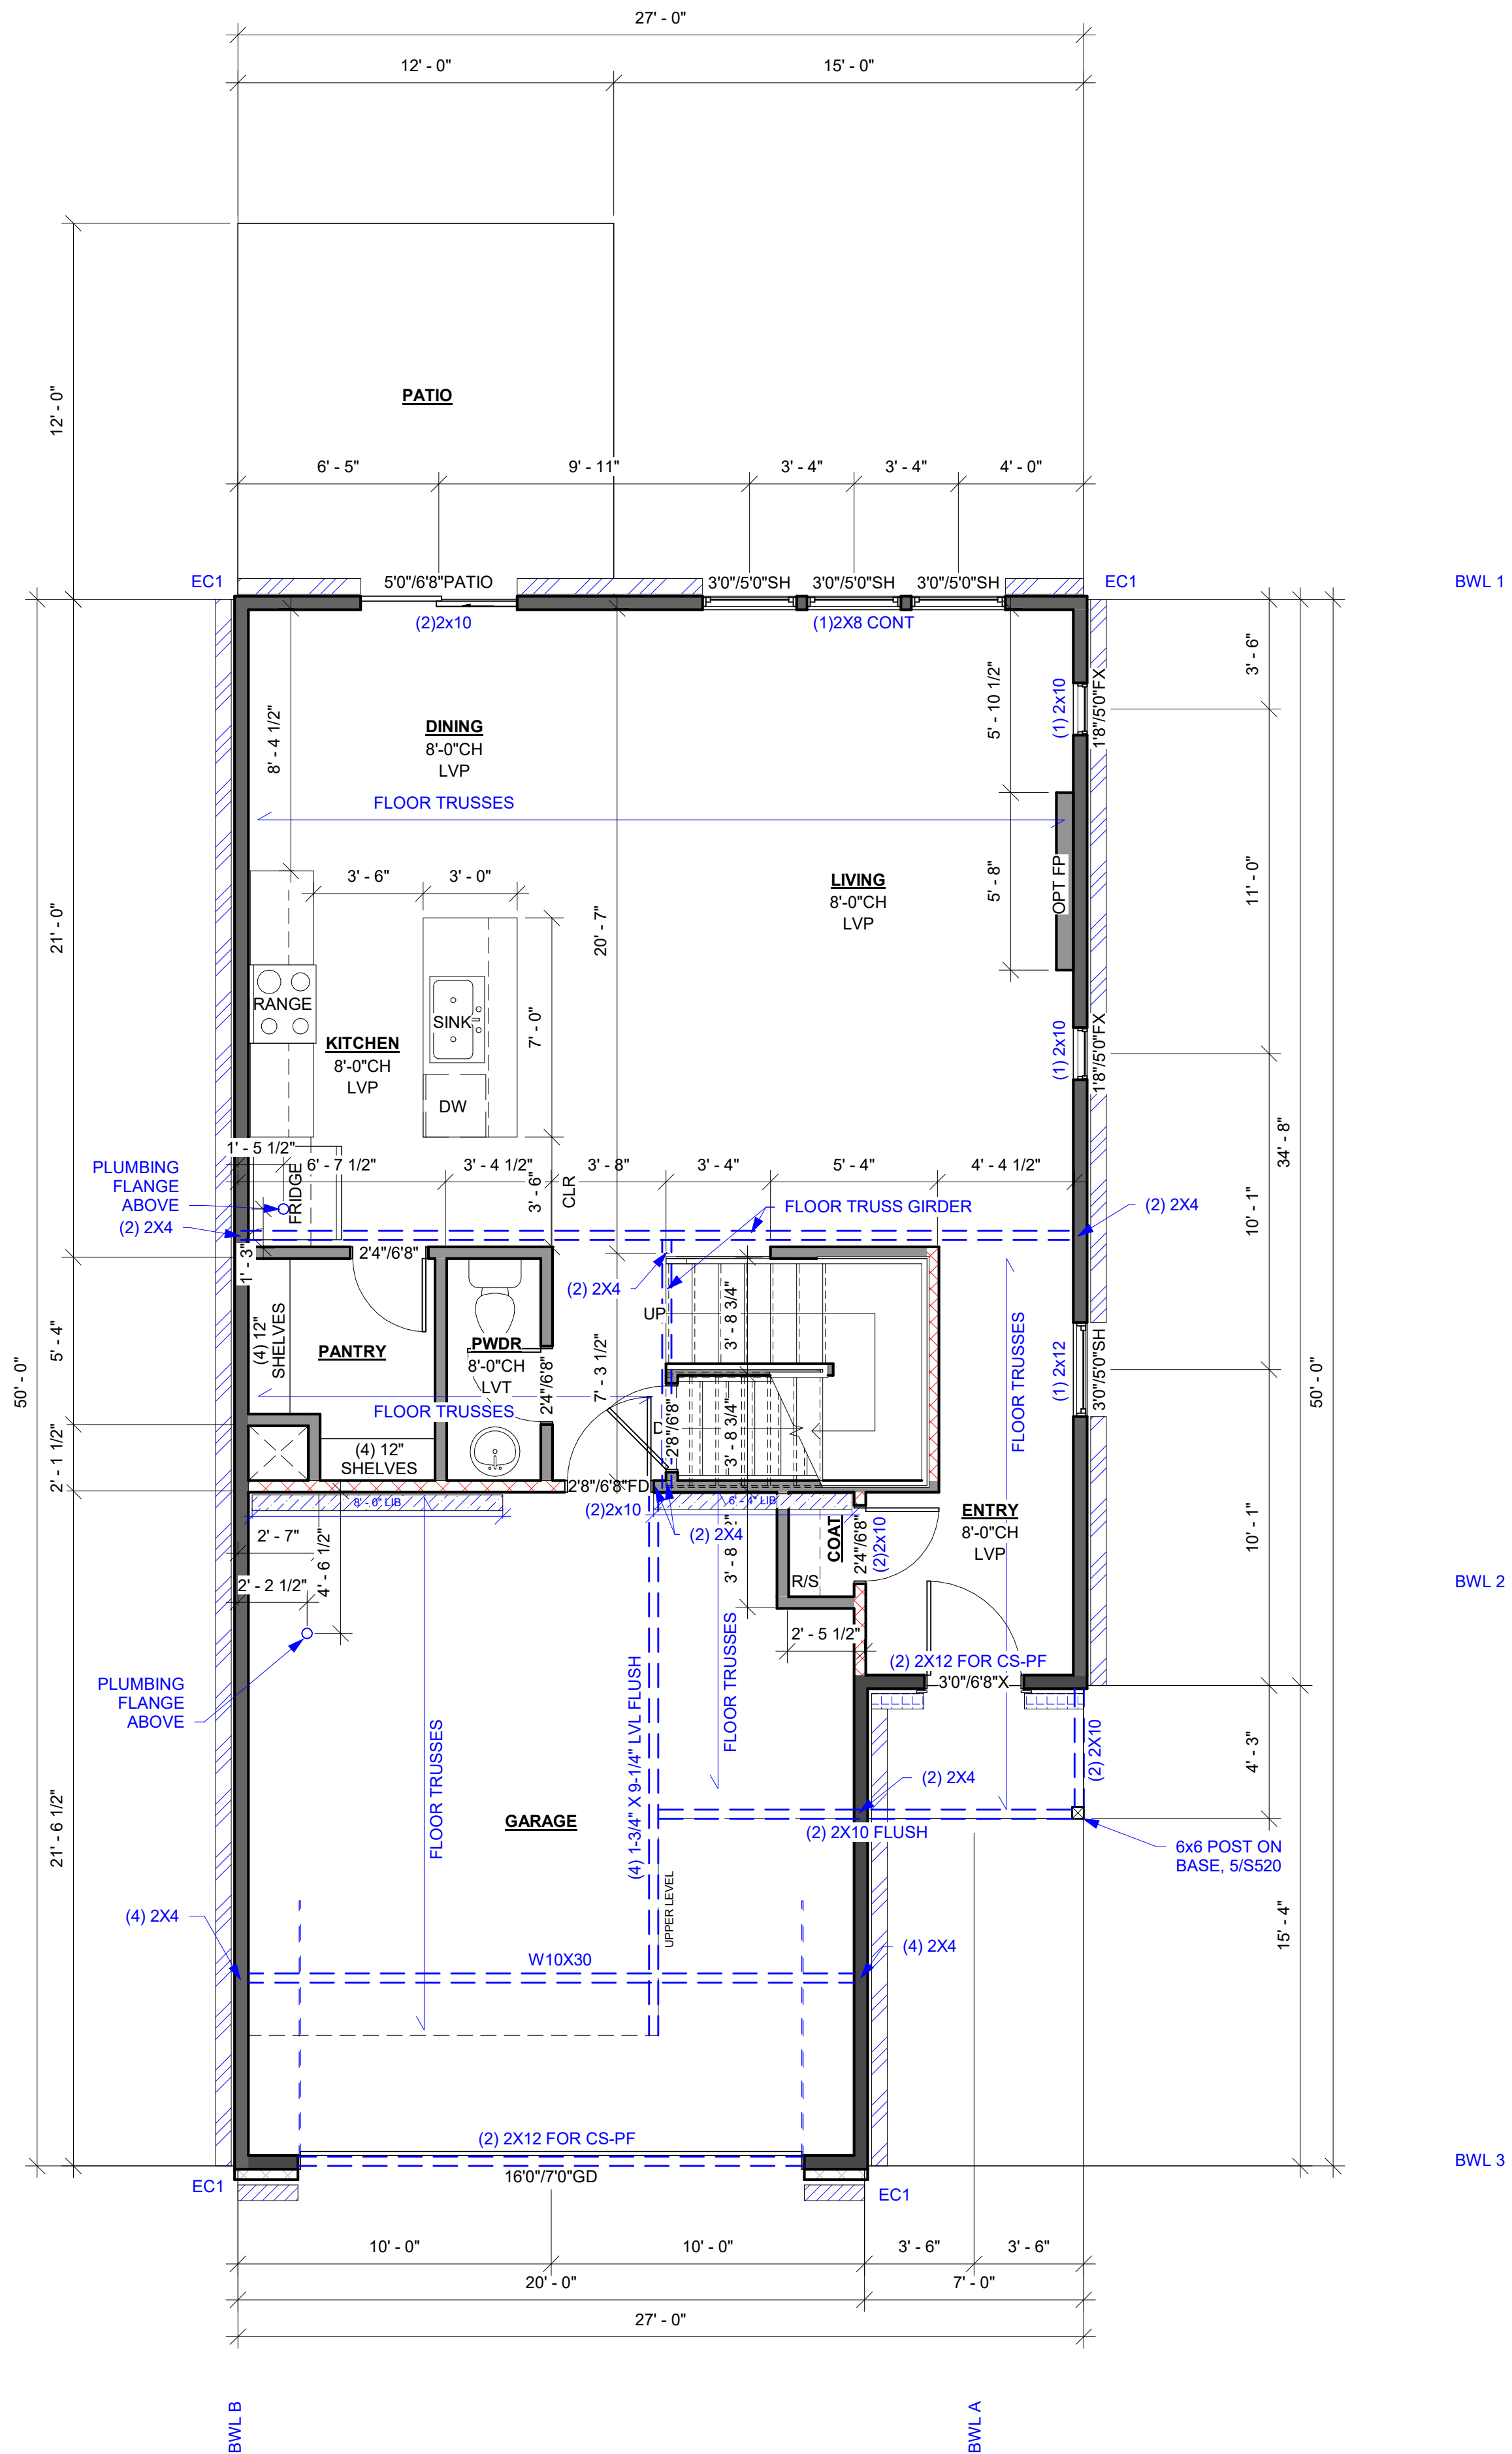 27' - 0"
12' - 0"
15' - 0"
PATIO
12' - 0"
6' - 5"
9' - 11"
3' - 4"
3' - 4"
4' - 0"
EC1
5'0"/6'8"PATIO
3'0"/5'0"SH
3'0"/5'0"SH
3'0"/5'0"SH
EC1
BWL 1
(2)2x10
(1)2X8 CONT
3' - 6"
1'8"/5'0"FX
(1) 2x10
5' - 10 1/2"
8' - 4 1/2"
DINING
8'-0"CH
LVP
FLOOR TRUSSES
LIVING
8'-0"CH
LVP
OPT FP
5' - 8"
11' - 0"
3' - 6"
3' - 0"
21' - 0"
20' - 7"
RANGE
SINK
7' - 0"
KITCHEN
8'-0"CH
LVP
DW
(1) 2x10
1'8"/5'0"FX
34' - 8"
1' - 5 1/2"
6' - 7 1/2"
3' - 4 1/2"
3' - 8"
3' - 4"
5' - 4"
4' - 4 1/2"
PLUMBING
FLANGE
ABOVE
(2) 2X4
FRIDGE
3' - 6"
CLR
FLOOR TRUSS GIRDER
(2) 2X4
10' - 1"
1' - 3"
2'4"/6'8"
(2) 2X4
UP
3' - 8 3/4"
5' - 4"
(4) 12"
SHELVES
PANTRY
PWDR
8'-0"CH
LVT
2'4"/6'8"
7' - 3 1/2"
FLOOR TRUSSES
D
2'8"/6'8"
3' - 8 3/4"
FLOOR TRUSSES
(1) 2x12
3'0"/5'0"SH
50' - 0"
50' - 0"
2' - 1 1/2"
(4) 12"
SHELVES
2'8"/6'8"FD
8' - 0" LIB
(2)2x10
6' - 4" LIB
(2) 2X4
3' - 8
COAT
2'4"/6'8"
(2)2x10
R/S
ENTRY
8'-0"CH
LVP
10' - 1"
2' - 7"
4' - 6 1/2"
2' - 2 1/2"
BWL 2
2' - 5 1/2"
(2) 2X12 FOR CS-PF
3'0"/6'8"X
PLUMBING
FLANGE
ABOVE
FLOOR TRUSSES
(4) 1-3/4" X 9-1/4" LVL FLUSH
FLOOR TRUSSES
(2) 2X10
4' - 3"
(2) 2X4
GARAGE
(2) 2X10 FLUSH
6x6 POST ON
BASE, 5/S520
21' - 6 1/2"
UPPER LEVEL
(4) 2X4
W10X30
(4) 2X4
15' - 4"
(2) 2X12 FOR CS-PF
16'0"/7'0"GD
EC1
EC1
BWL 3
10' - 0"
10' - 0"
3' - 6"
3' - 6"
20' - 0"
7' - 0"
27' - 0"
BWL B
BWL A